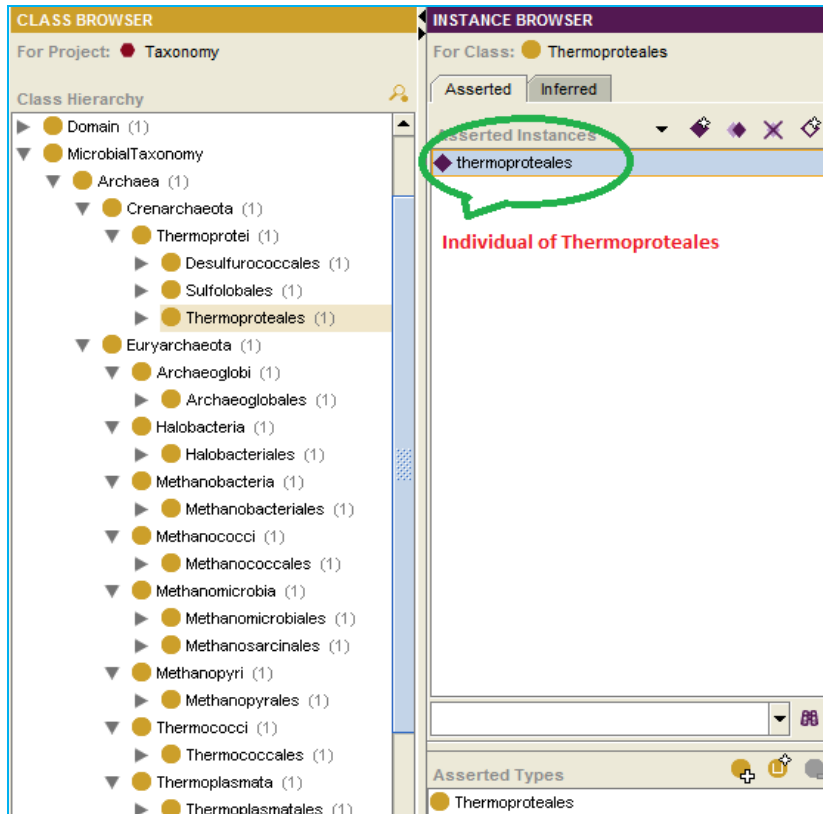 CLASS BROWSER
For Project: Taxonomy
Class Hierarchy
Domain (1)
MicrobialTaxonomy
Archaea (1)
Crenarchaeota (1)
Thermoprotei (1)
Desulfurococcales (1)
Sulfolobales (1)
Thermoproteales (1)
Euryarchaeota (1)
Archaeoglobi (1)
Archaeoglobales (1)
Halobacteria (1)
Halobacteriales (1)
Methanobacteria (1)
Methanobacteriales (1)
Methanococci (1)
Methanococcales (1)
Methanomicrobia (1)
Methanomicrobiales (1)
Methanosarcinales (1)
Methanopyri (1)
Methanopyrales (1)
Thermococci (1)
Thermococcales (1)
Thermoplasmata (1)
Thermoplasmatales (1)
INSTANCE BROWSER
For Class: Thermoproteales
Asserted Inferred
Asserted Instances
thermoproteales
Individual of Thermoproteales
Asserted Types
Thermoproteales